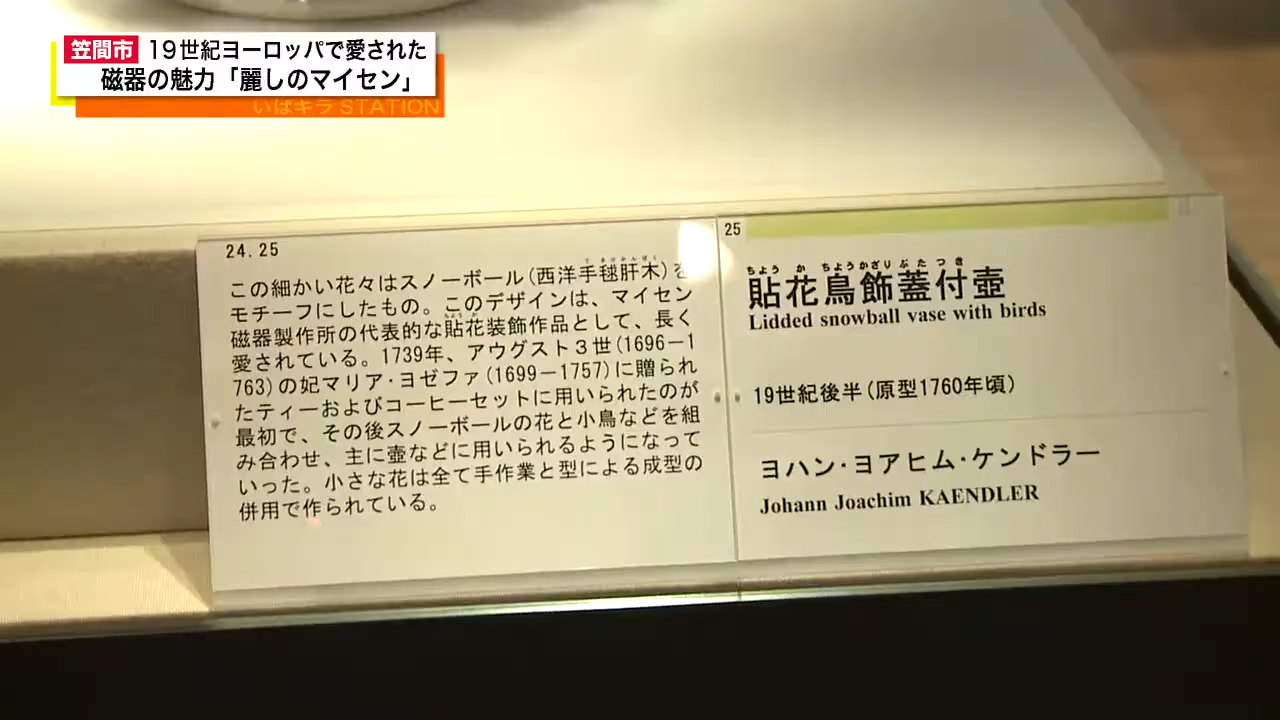 笠間市 19世紀ヨーロッパで愛された
磁器の魅力「麗しのマイセン」
いばキラ STATION
24.25
この細かい花々はスノーボール(西洋手毬肝木)を
モチーフにしたもの。このデザインは、マイセン
磁器製作所の代表的な貼花装飾作品として、長く
愛されている。1739年、アウグスト3世(1696−1
763)の妃マリア・ヨゼファ(1699−1757)に贈られ
たティーおよびコーヒーセットに用いられたのが
最初で、その後スノーボールの花と小鳥などを組
み合わせ、主に壺などに用いられるようになって
いった。小さな花は全て手作業と型による成型の
併用で作られている。
25
ちょう か ちょうかざり ぶた つき
貼花鳥飾蓋付壺
Lidded snowball vase with birds
19世紀後半(原型1760年頃)
ヨハン・ヨアヒム・ケンドラー
Johann Joachim KAENDLER